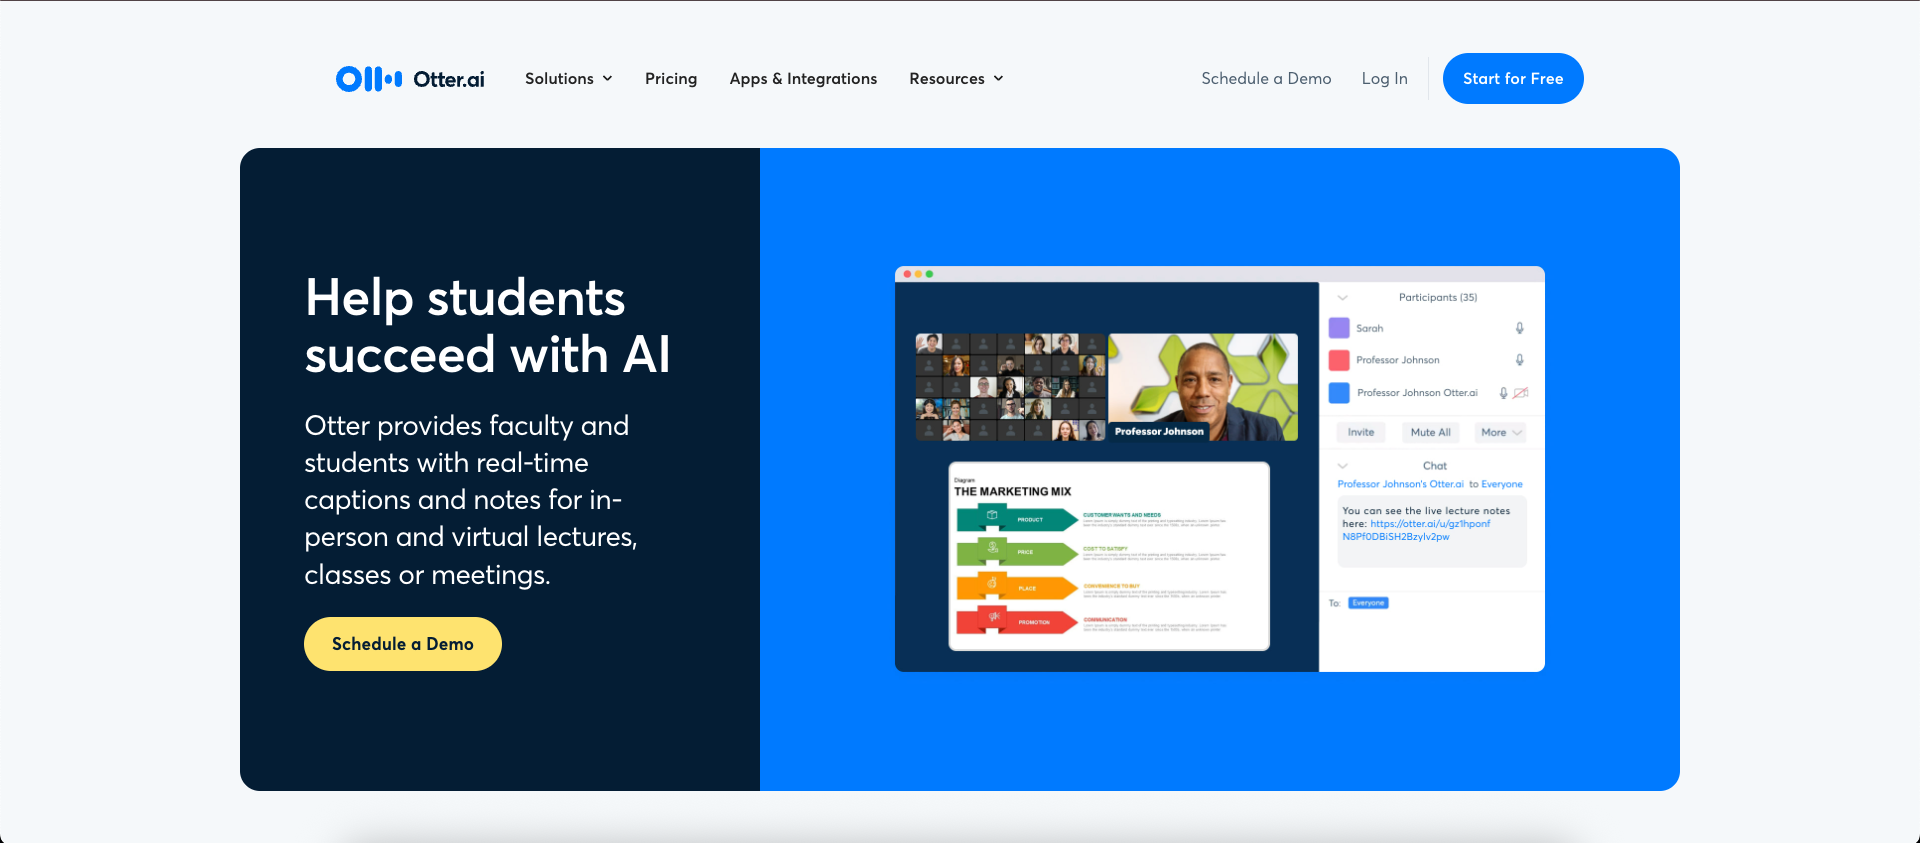 Otter.ai
Solutions
Pricing
Apps & Integrations
Resources
Schedule a Demo
Log In
Start for Free
Help students
succeed with AI
Otter provides faculty and
students with real-time
captions and notes for in-
person and virtual lectures,
classes or meetings.
Schedule a Demo
Professor Johnson
Diagram
THE MARKETING MIX
PRODUCT
CUSTOMER WANTS AND NEEDS
PRICE
COST TO SATISFY
PLACE
CONVENIENCE TO BUY
PROMOTION
COMMUNICATION
Participants (35)
Sarah
Professor Johnson
Professor Johnson Otter.ai
Invite
Mute All
More
Chat
Professor Johnson's Otter.ai to Everyone
You can see the live lecture notes
here: https://otter.ai/u/gz1hponf
N8Pf0DBiSH2BzyIv2pw
To: Everyone